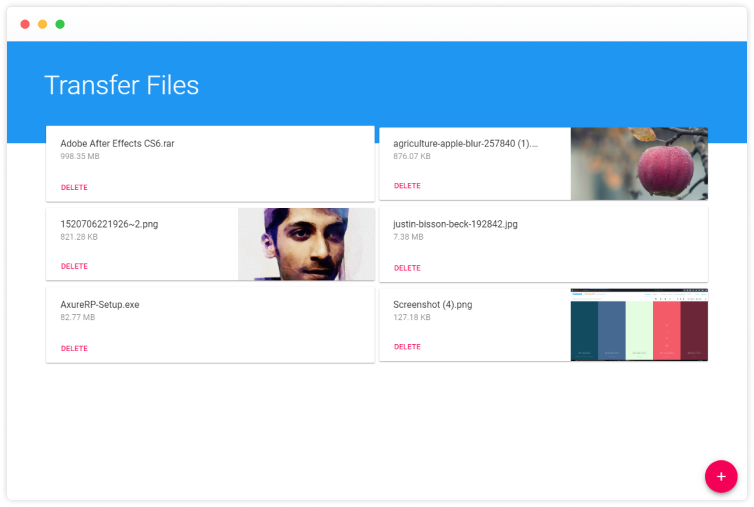 Transfer Files
Adobe After Effects CS6.rar
998.35 MB
DELETE
agriculture-apple-blur-257840 (1)....
876.07 KB
DELETE
1520706221926~2.png
821.28 KB
DELETE
justin-bisson-beck-192842.jpg
7.38 MB
DELETE
AxureRP-Setup.exe
82.77 MB
DELETE
Screenshot (4).png
127.18 KB
DELETE
+